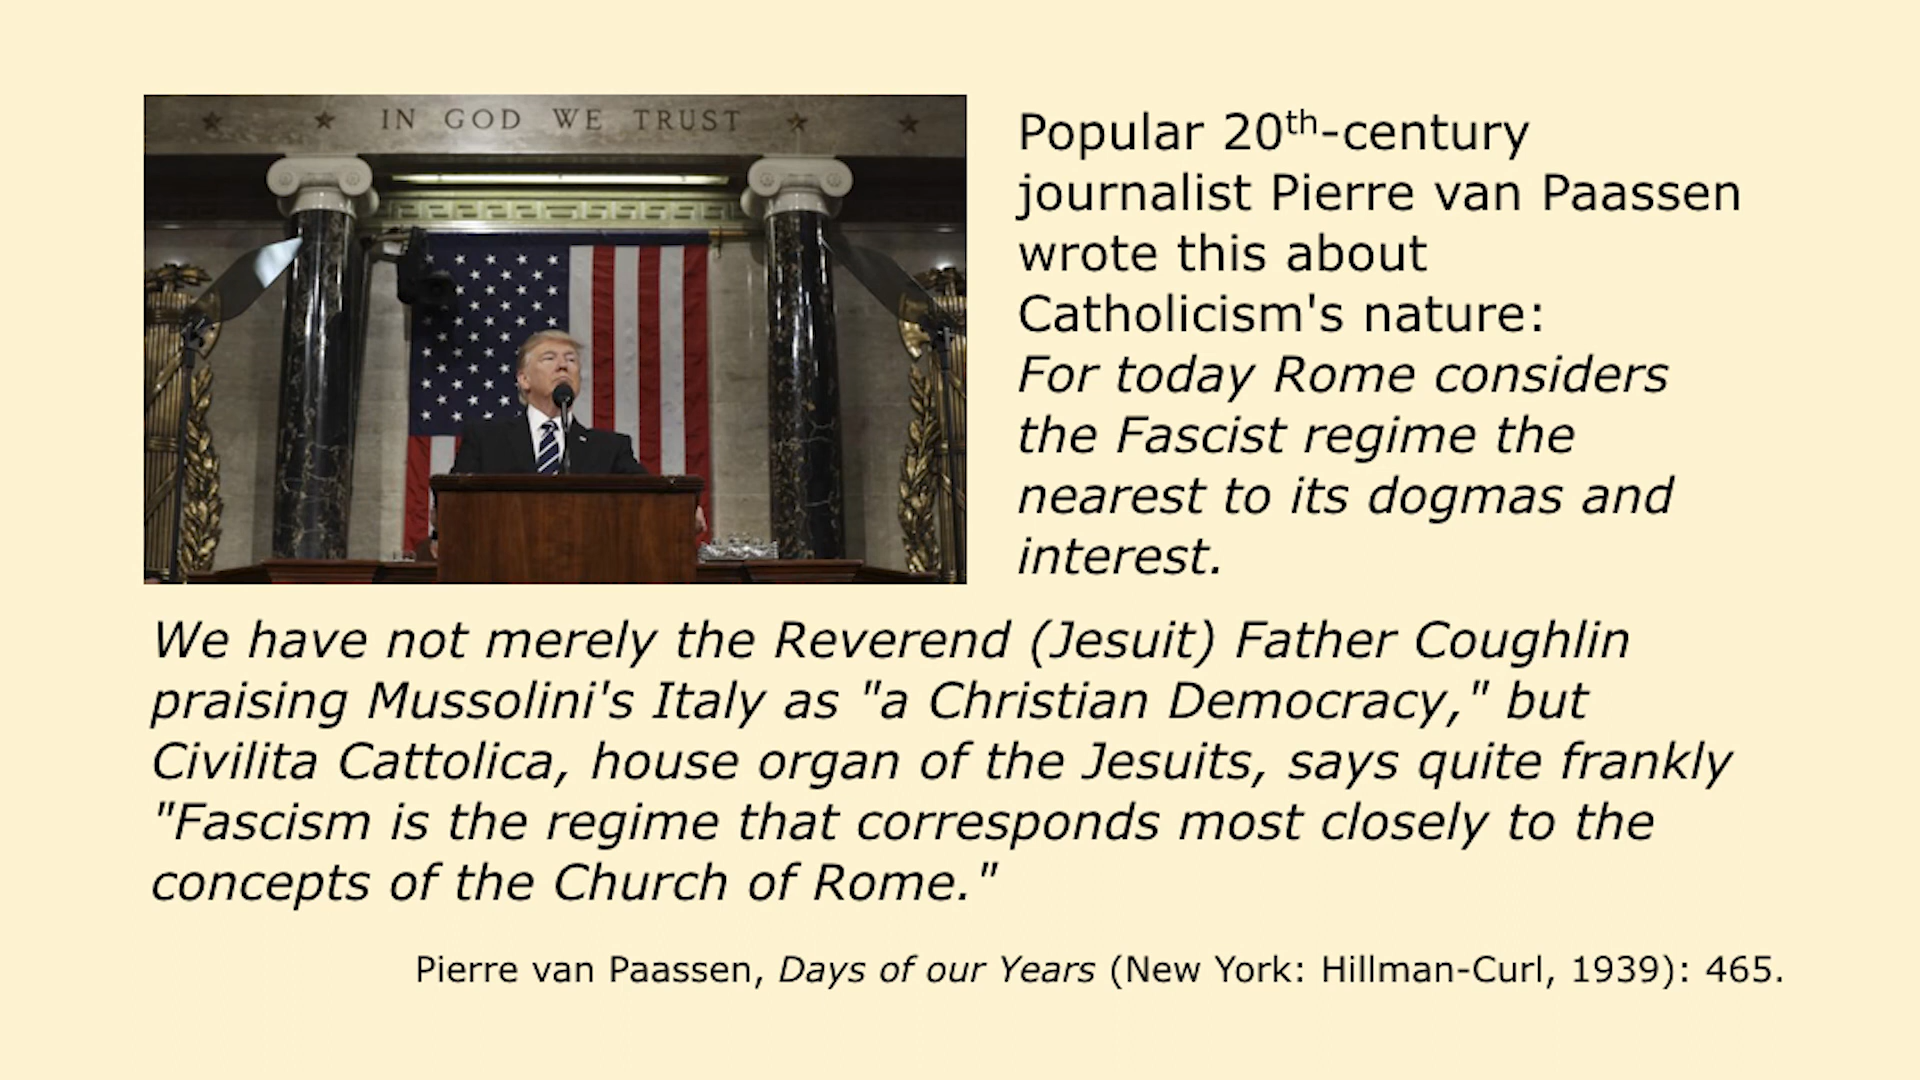 IN GOD WE TRUST
Popular 20th-century
journalist Pierre van Paassen
wrote this about
Catholicism's nature:
For today Rome considers
the Fascist regime the
nearest to its dogmas and
interest.
We have not merely the Reverend (Jesuit) Father Coughlin
praising Mussolini's Italy as "a Christian Democracy," but
Civilita Cattolica, house organ of the Jesuits, says quite frankly
"Fascism is the regime that corresponds most closely to the
concepts of the Church of Rome."
Pierre van Paassen, Days of our Years (New York: Hillman-Curl, 1939): 465.